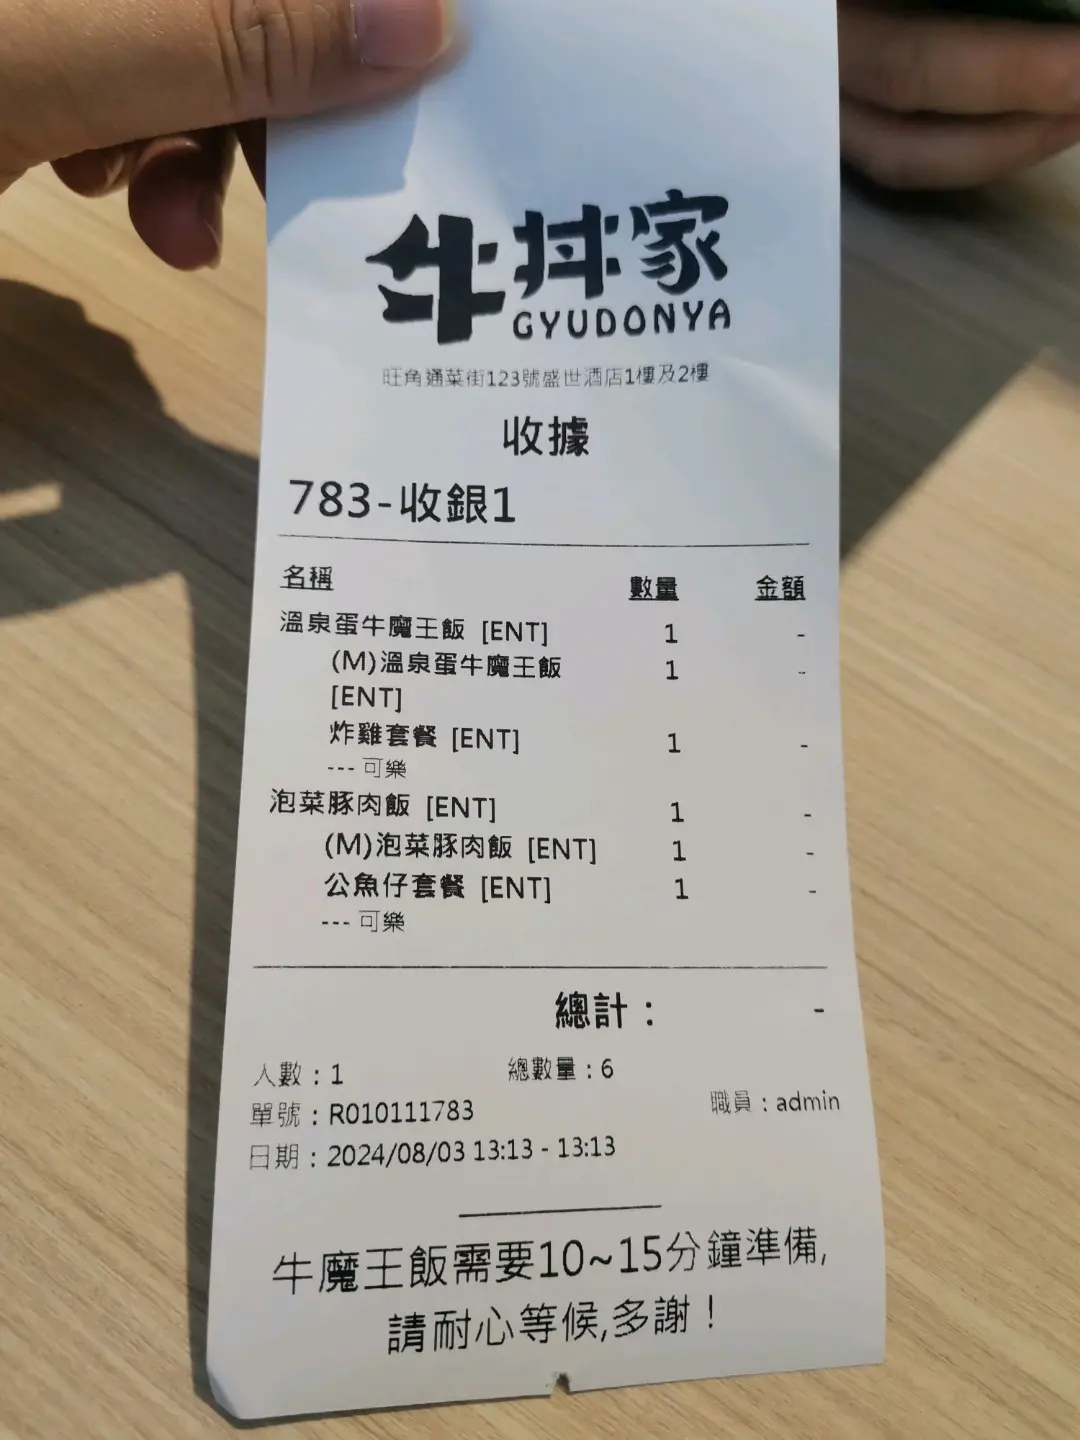 牛丼家
GYUDONYA
旺角通菜街123號盛世酒店1樓及2樓
收據
783-收銀1
名稱 數量 金額
溫泉蛋牛魔王飯 [ENT] 1 -
(M)溫泉蛋牛魔王飯 1 -
[ENT]
炸雞套餐 [ENT] 1 -
--- 可樂
泡菜豚肉飯 [ENT] 1 -
(M)泡菜豚肉飯 [ENT] 1 -
公魚仔套餐 [ENT] 1 -
--- 可樂
總計： -
人數：1 總數量：6
單號：R010111783 職員：admin
日期：2024/08/03 13:13 - 13:13
牛魔王飯需要10~15分鐘準備,
請耐心等候,多謝！